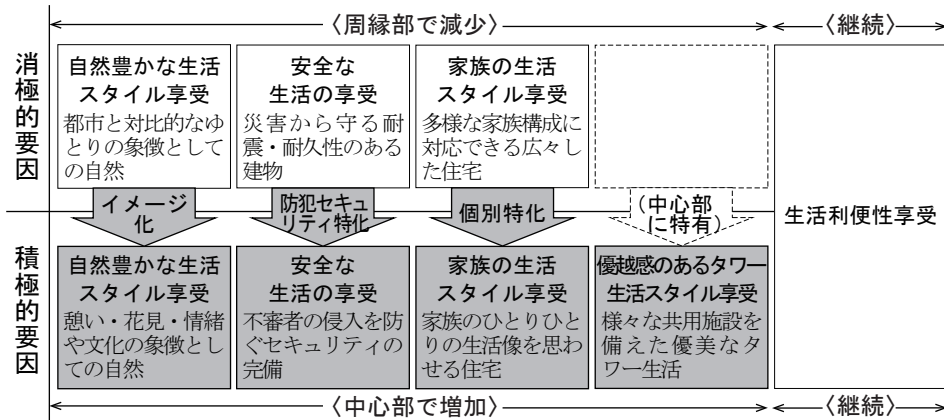 〈周縁部で減少〉
〈継続〉
消極的要因
自然豊かな生活
スタイル享受
都市と対比的なゆ
とりの象徴として
の自然
安全な
生活の享受
災害から守る耐
震・耐久性のある
建物
家族の生活
スタイル享受
多様な家族構成に
対応できる広々し
た住宅
イメージ
化
防犯セキュ
リティ特化
個別特化
(中心部
に特有)
生活利便性享受
積極的要因
自然豊かな生活
スタイル享受
憩い・花見・情緒
や文化の象徴とし
ての自然
安全な
生活の享受
不審者の侵入を防
ぐセキュリティの
完備
家族の生活
スタイル享受
家族のひとりひと
りの生活像を思わ
せる住宅
優越感のあるタワー
生活スタイル享受
様々な共用施設を
備えた優美なタ
ワー生活
〈中心部で増加〉
〈継続〉